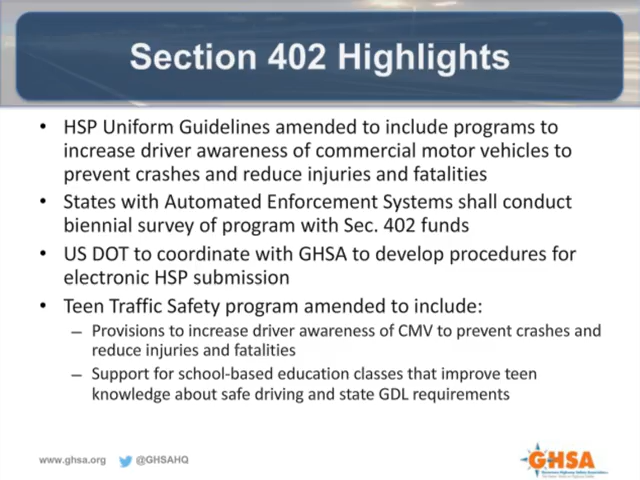 Section 402 Highlights
• HSP Uniform Guidelines amended to include programs to
increase driver awareness of commercial motor vehicles to
prevent crashes and reduce injuries and fatalities
• States with Automated Enforcement Systems shall conduct
biennial survey of program with Sec. 402 funds
• US DOT to coordinate with GHSA to develop procedures for
electronic HSP submission
• Teen Traffic Safety program amended to include:
– Provisions to increase driver awareness of CMV to prevent crashes and
reduce injuries and fatalities
– Support for school-based education classes that improve teen
knowledge about safe driving and state GDL requirements
www.ghsa.org @GHSAHQ
GHSA
Governors Highway Safety Association